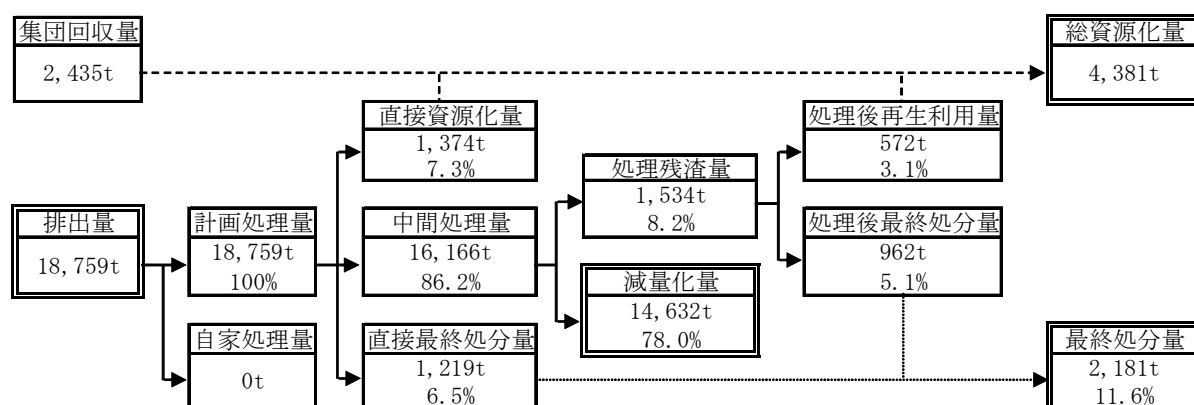 集団回収量
2,435t
総資源化量
4,381t
直接資源化量
1,374t
7.3%
処理後再生利用量
572t
3.1%
処理残渣量
1,534t
8.2%
排出量
18,759t
計画処理量
18,759t
100%
中間処理量
16,166t
86.2%
処理後最終処分量
962t
5.1%
減量化量
14,632t
78.0%
自家処理量
0t
直接最終処分量
1,219t
6.5%
最終処分量
2,181t
11.6%